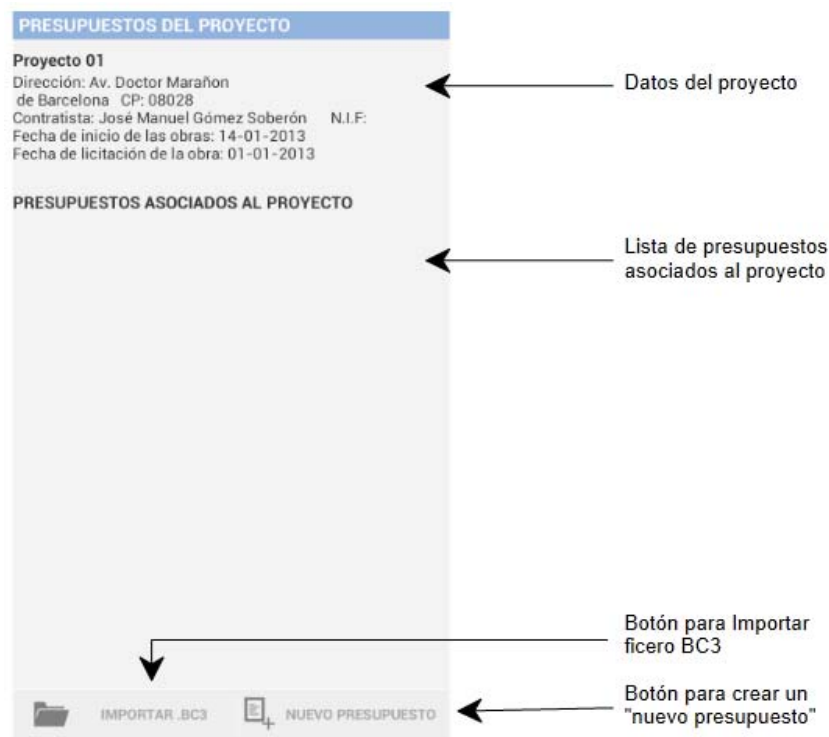 PRESUPUESTOS DEL PROYECTO
Proyecto 01
Dirección: Av. Doctor Marañon
de Barcelona CP: 08028
Contratista: José Manuel Gómez Soberón N.I.F:
Fecha de inicio de las obras: 14-01-2013
Fecha de licitación de la obra: 01-01-2013
Datos del proyecto
PRESUPUESTOS ASOCIADOS AL PROYECTO
Lista de presupuestos
asociados al proyecto
Botón para Importar
ficero BC3
IMPORTAR .BC3
NUEVO PRESUPUESTO
Botón para crear un
"nuevo presupuesto"